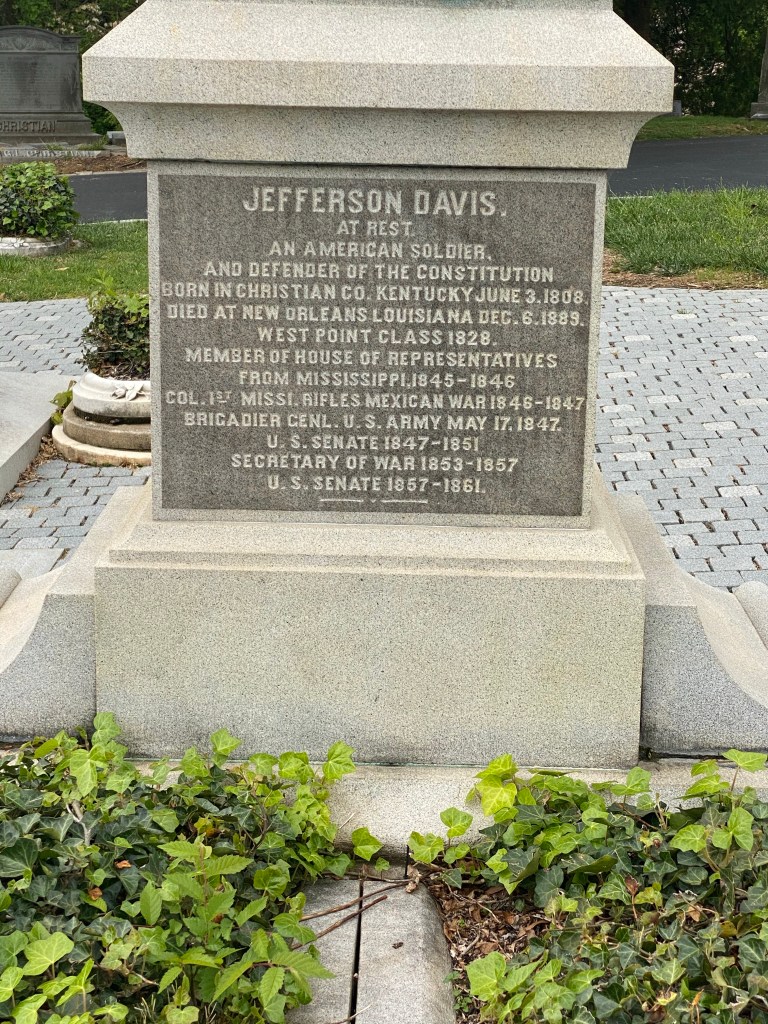 CHRISTIAN
JEFFERSON DAVIS.
AT REST.
AN AMERICAN SOLDIER,
AND DEFENDER OF THE CONSTITUTION
BORN IN CHRISTIAN CO. KENTUCKY JUNE 3. 1808.
DIED AT NEW ORLEANS LOUISIANA DEC. 6. 1889.
WEST POINT CLASS 1828.
MEMBER OF HOUSE OF REPRESENTATIVES
FROM MISSISSIPPI. 1845-1846
COL. 1ST MISSI. RIFLES MEXICAN WAR 1846-1847
BRIGADIER GENL. U.S. ARMY MAY 17. 1847.
U.S. SENATE 1847-1851
SECRETARY OF WAR 1853-1857
U.S. SENATE 1857-1861.